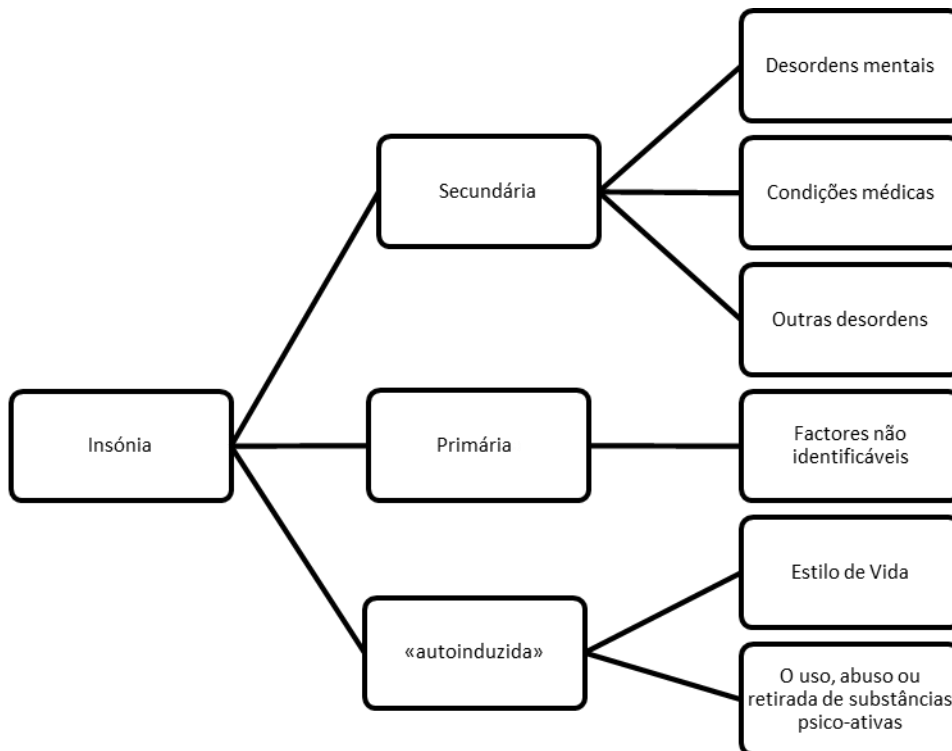 Desordens mentais
Secundária
Condições médicas
Outras desordens
Insónia
Primária
Factores não
identificáveis
Estilo de Vida
«autoinduzida»
O uso, abuso ou
retirada de substâncias
psico-ativas